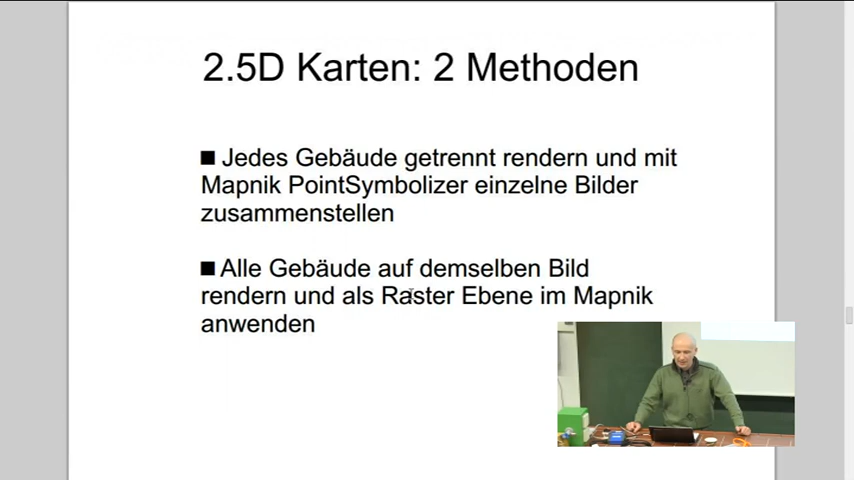 2.5D Karten: 2 Methoden
■ Jedes Gebäude getrennt rendern und mit
Mapnik PointSymbolizer einzelne Bilder
zusammenstellen
■ Alle Gebäude auf demselben Bild
rendern und als Raster Ebene im Mapnik
anwenden